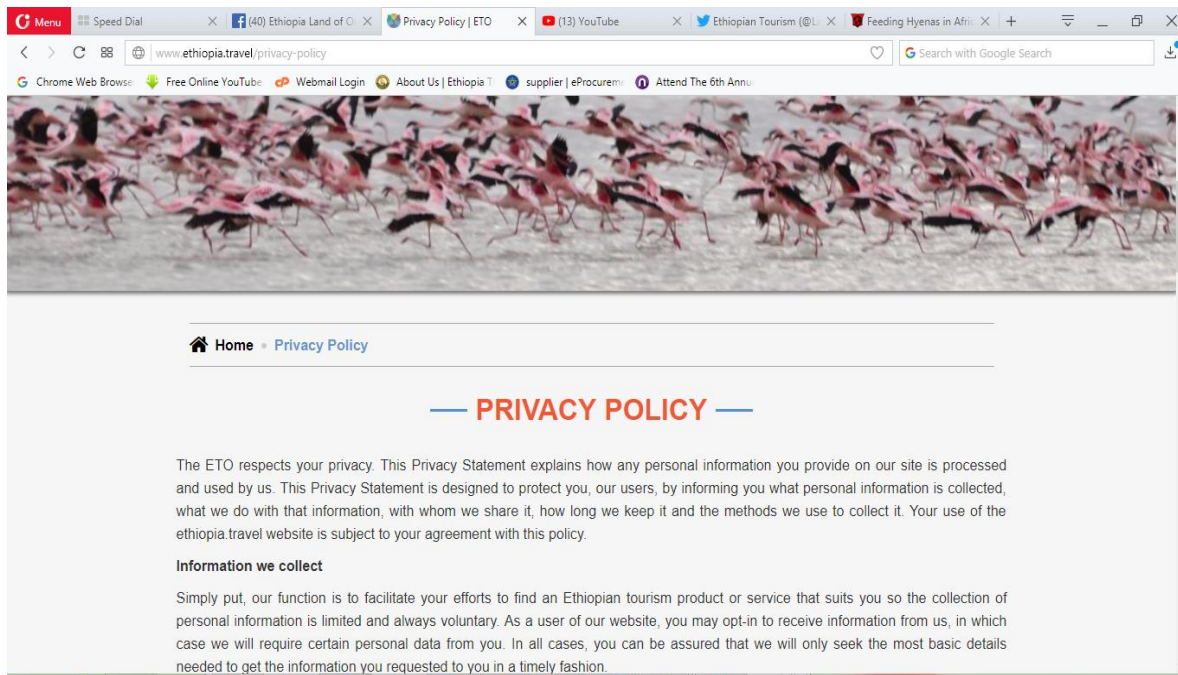 Menu
Speed Dial
(40) Ethiopia Land of O
Privacy Policy | ETO
(13) YouTube
Ethiopian Tourism (@L
Feeding Hyenas in Afric
www.ethiopia.travel/privacy-policy
Search with Google Search
Chrome Web Browse
Free Online YouTube
Webmail Login
About Us | Ethiopia T
supplier | eProcurem
Attend The 6th Annu
Home • Privacy Policy
PRIVACY POLICY
The ETO respects your privacy. This Privacy Statement explains how any personal information you provide on our site is processed
and used by us. This Privacy Statement is designed to protect you, our users, by informing you what personal information is collected,
what we do with that information, with whom we share it, how long we keep it and the methods we use to collect it. Your use of the
ethiopia.travel website is subject to your agreement with this policy.
Information we collect
Simply put, our function is to facilitate your efforts to find an Ethiopian tourism product or service that suits you so the collection of
personal information is limited and always voluntary. As a user of our website, you may opt-in to receive information from us, in which
case we will require certain personal data from you. In all cases, you can be assured that we will only seek the most basic details
needed to get the information you requested to you in a timely fashion.